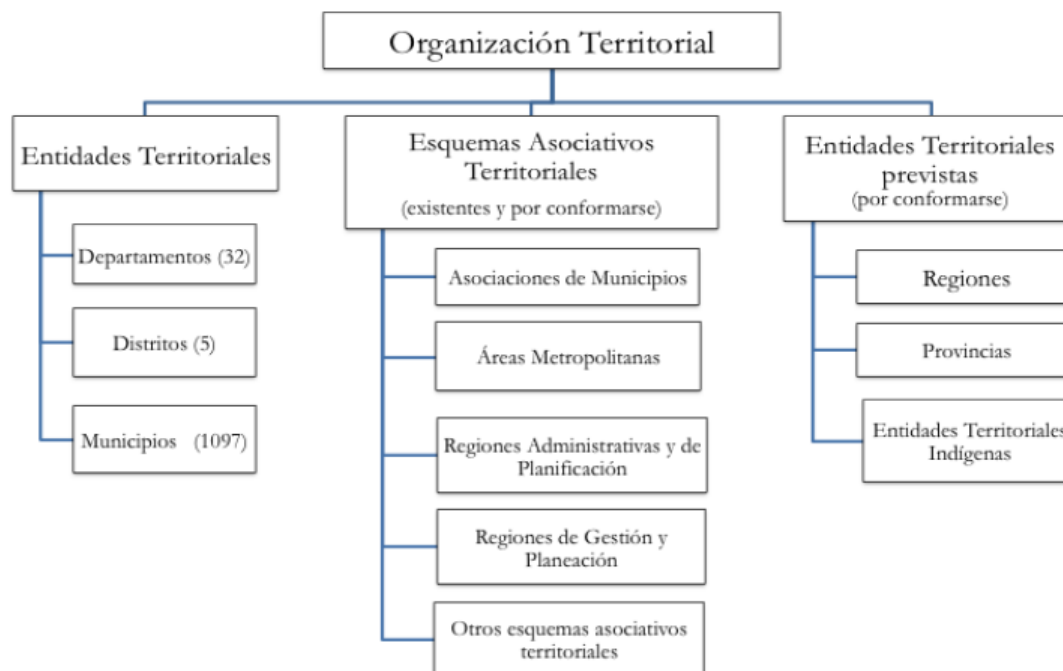 Organización Territorial
Entidades Territoriales
Departamentos (32)
Distritos (5)
Municipios (1097)
Esquemas Asociativos
Territoriales
(existentes y por conformarse)
Asociaciones de Municipios
Áreas Metropolitanas
Regiones Administrativas y de
Planificación
Regiones de Gestión y
Planeación
Otros esquemas asociativos
territoriales
Entidades Territoriales
previstas
(por conformarse)
Regiones
Provincias
Entidades Territoriales
Indígenas